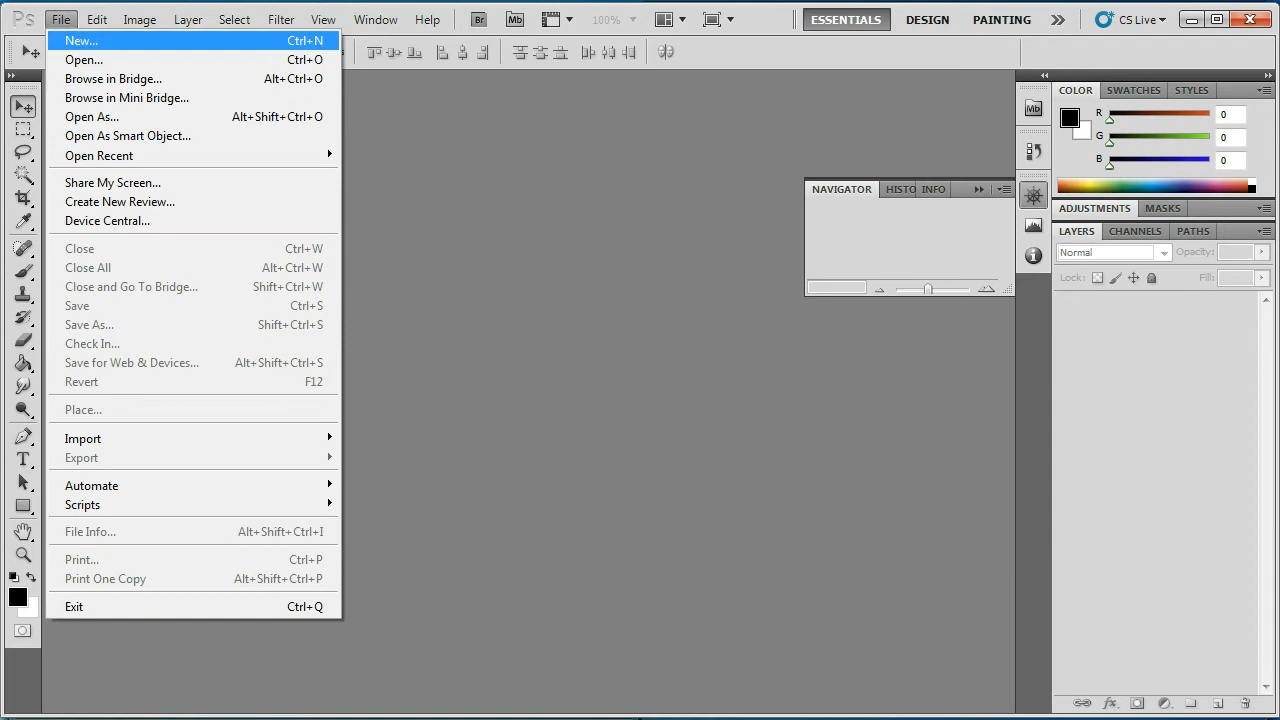 Ps File Edit Image Layer Select Filter View Window Help Br Mb 100% ESSENTIALS DESIGN PAINTING CS Live
New... Ctrl+N
Open... Ctrl+O
Browse in Bridge... Alt+Ctrl+O
Browse in Mini Bridge...
Open As... Alt+Shift+Ctrl+O
Open As Smart Object...
Open Recent
Share My Screen...
Create New Review...
Device Central...
Close Ctrl+W
Close All Alt+Ctrl+W
Close and Go To Bridge... Shift+Ctrl+W
Save Ctrl+S
Save As... Shift+Ctrl+S
Check In...
Save for Web & Devices... Alt+Shift+Ctrl+S
Revert F12
Place...
Import
Export
Automate
Scripts
File Info... Alt+Shift+Ctrl+I
Print... Ctrl+P
Print One Copy Alt+Shift+Ctrl+P
Exit Ctrl+Q
T
NAVIGATOR HISTO INFO
Mb
COLOR SWATCHES STYLES
R 0
G 0
B 0
ADJUSTMENTS MASKS
LAYERS CHANNELS PATHS
Normal Opacity:
Lock: Fill:
fx